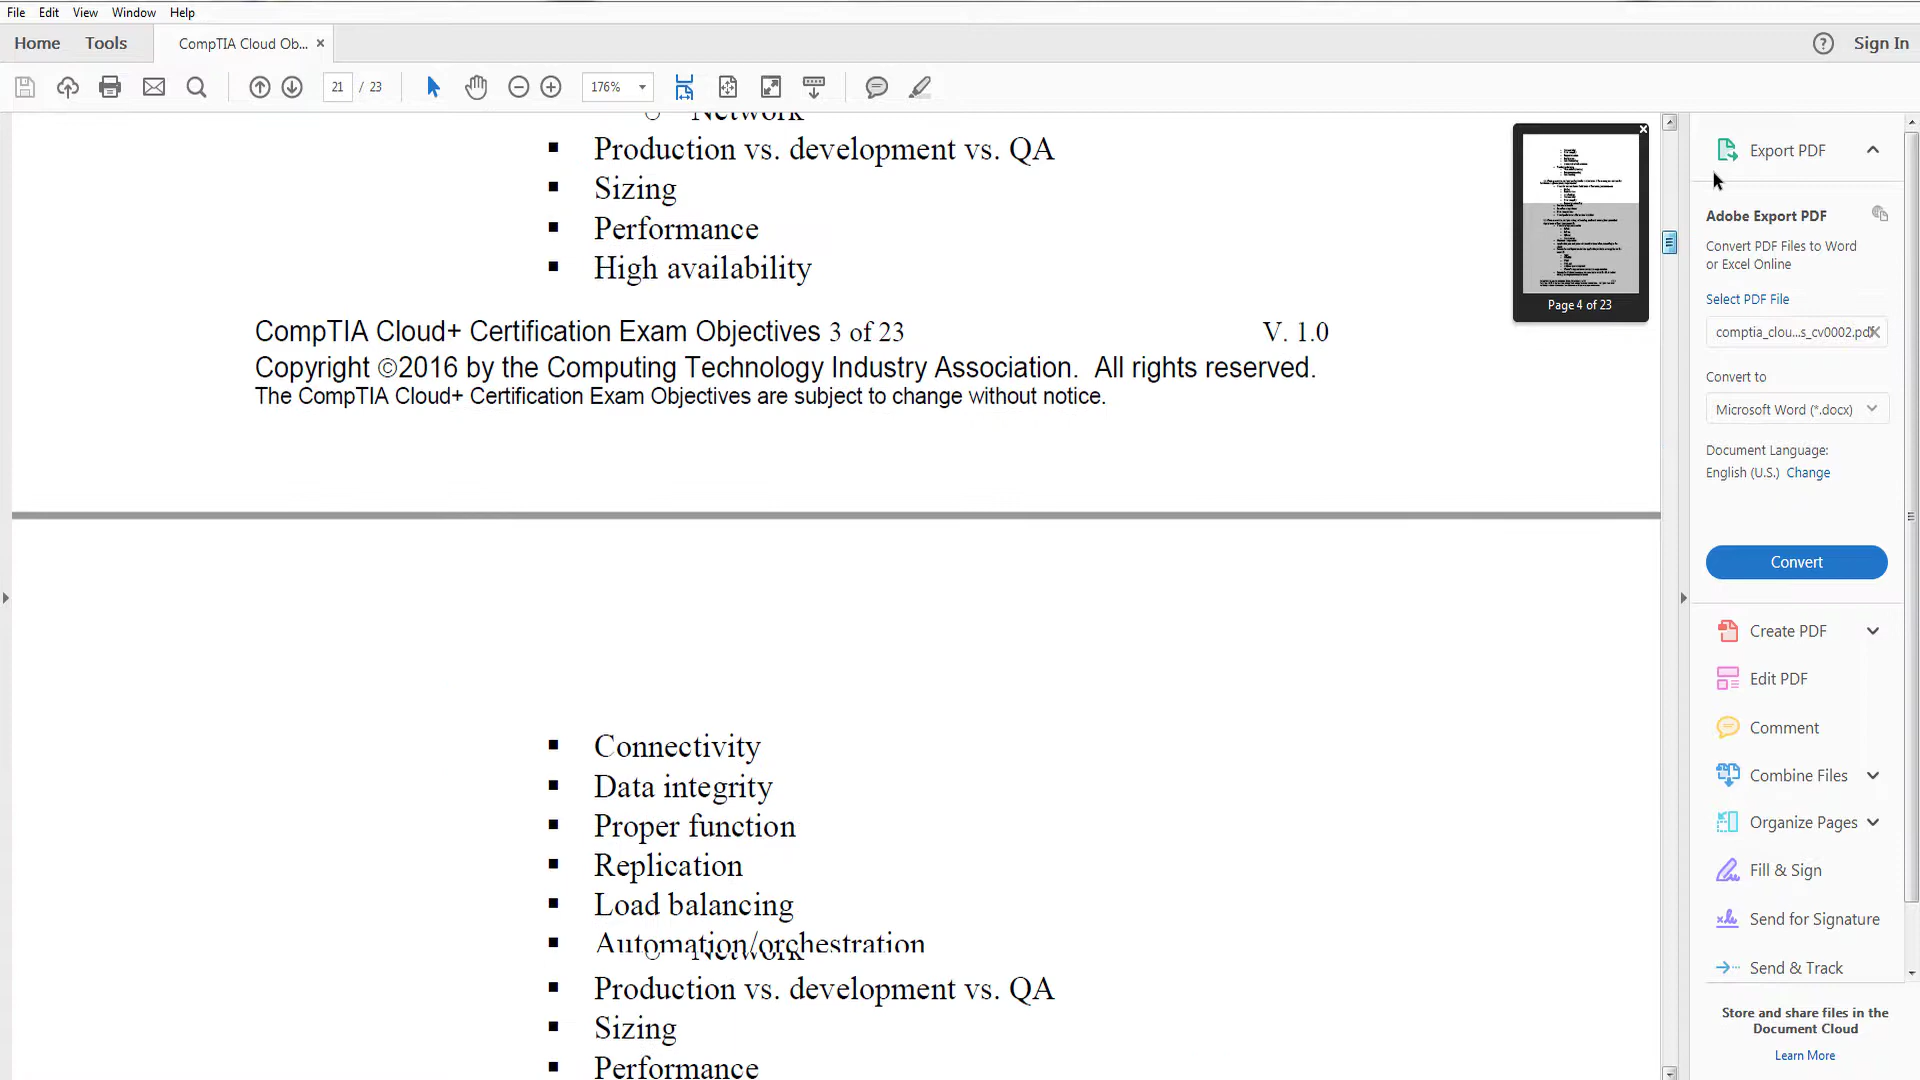 File Edit View Window Help
Home Tools CompTIA Cloud Ob... × Sign In
21 / 23 176%
Network
▪ Production vs. development vs. QA
▪ Sizing
▪ Performance
▪ High availability
CompTIA Cloud+ Certification Exam Objectives 3 of 23 V. 1.0
Copyright ©2016 by the Computing Technology Industry Association. All rights reserved.
The CompTIA Cloud+ Certification Exam Objectives are subject to change without notice.
▪ Connectivity
▪ Data integrity
▪ Proper function
▪ Replication
▪ Load balancing
▪ Automation/orchestration
Network
▪ Production vs. development vs. QA
▪ Sizing
▪ Performance
Page 4 of 23
Export PDF
Adobe Export PDF
Convert PDF Files to Word
or Excel Online
Select PDF File
comptia_clou...s_cv0002.pdf
Convert to
Microsoft Word (*.docx)
Document Language:
English (U.S.) Change
Convert
Create PDF
Edit PDF
Comment
Combine Files
Organize Pages
Fill & Sign
Send for Signature
Send & Track
Store and share files in the
Document Cloud
Learn More